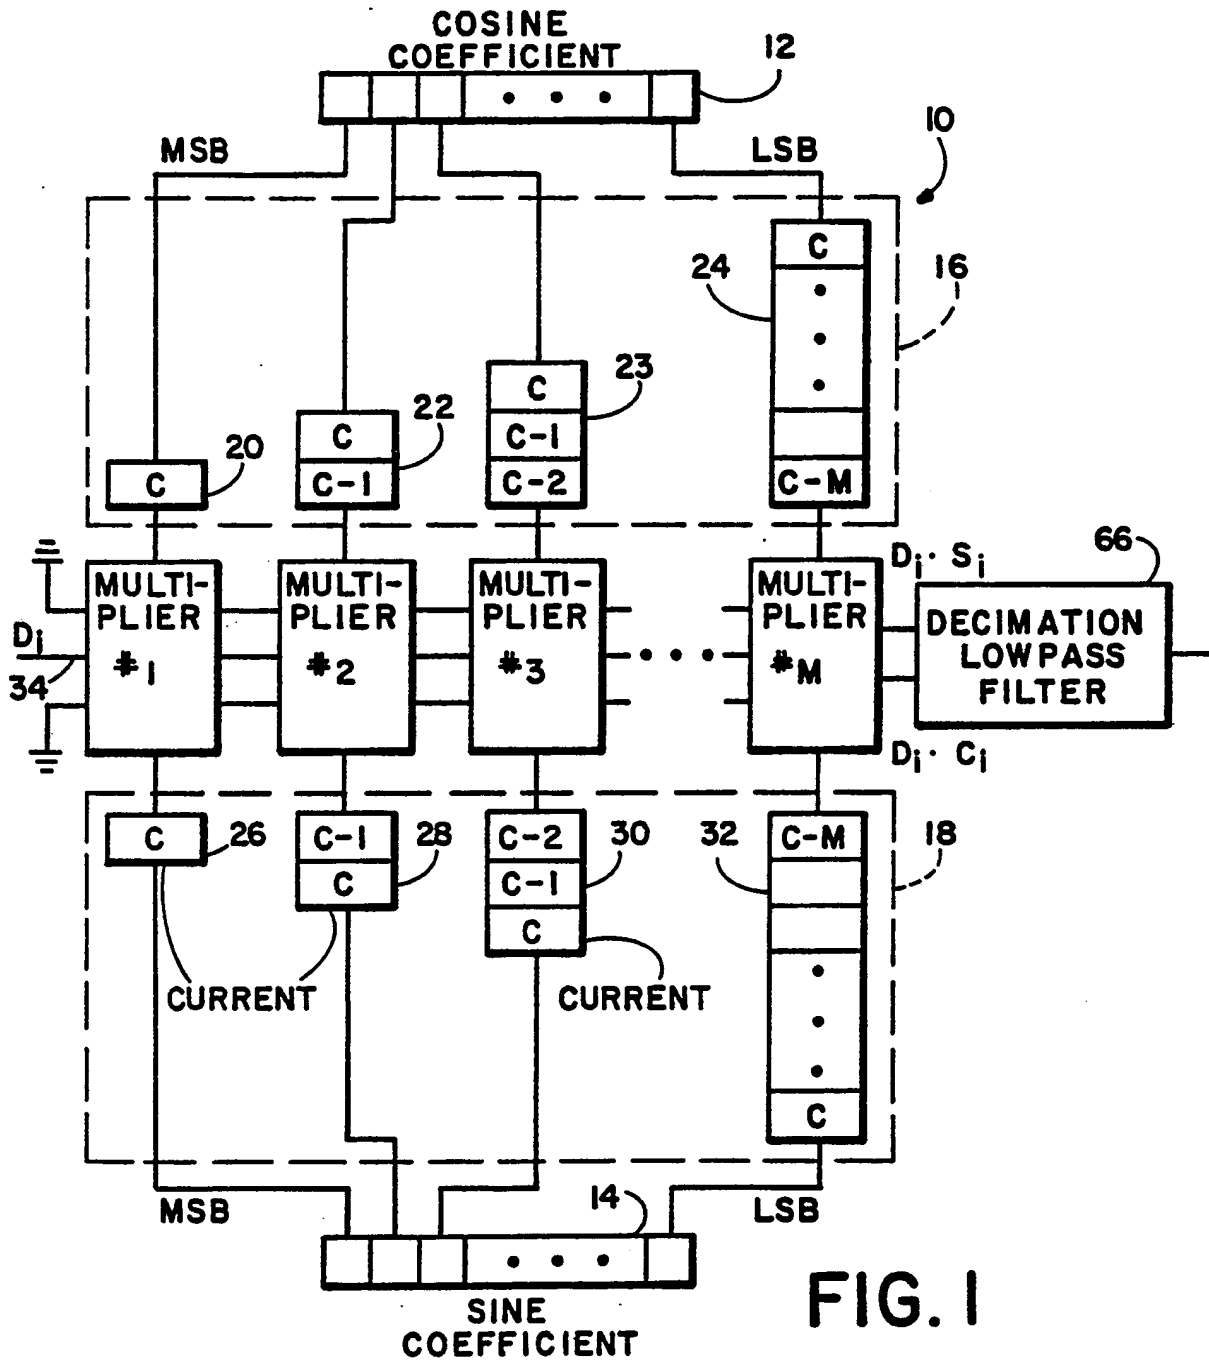 COSINE
COEFFICIENT
12
MSB
LSB
10
C
24
16
C
23
C
22
C-1
20
C
C-1
C-2
C-M
C
Di · Si
66
MULTI-
PLIER
#1
MULTI-
PLIER
#2
MULTI-
PLIER
#3
MULTI-
PLIER
#M
DECIMATION
LOWPASS
FILTER
Di
34
Di · Ci
C
26
C-1
28
C
C-2
30
C-1
C
32
C-M
18
C
CURRENT
CURRENT
MSB
14
LSB
SINE
COEFFICIENT
FIG. 1